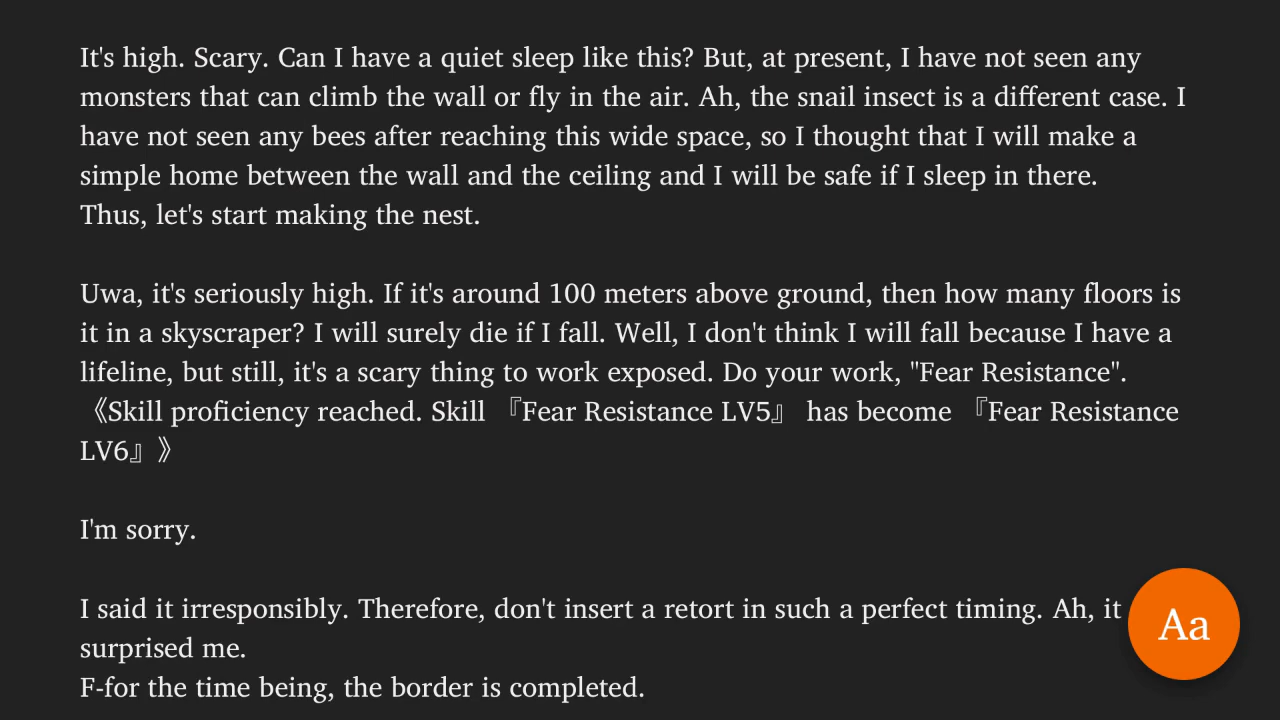 It's high. Scary. Can I have a quiet sleep like this? But, at present, I have not seen any
monsters that can climb the wall or fly in the air. Ah, the snail insect is a different case. I
have not seen any bees after reaching this wide space, so I thought that I will make a
simple home between the wall and the ceiling and I will be safe if I sleep in there.
Thus, let's start making the nest.
Uwa, it's seriously high. If it's around 100 meters above ground, then how many floors is
it in a skyscraper? I will surely die if I fall. Well, I don't think I will fall because I have a
lifeline, but still, it's a scary thing to work exposed. Do your work, "Fear Resistance".
《Skill proficiency reached. Skill 『Fear Resistance LV5』 has become 『Fear Resistance
LV6』》
I'm sorry.
I said it irresponsibly. Therefore, don't insert a retort in such a perfect timing. Ah, it
surprised me.
F-for the time being, the border is completed.
Aa